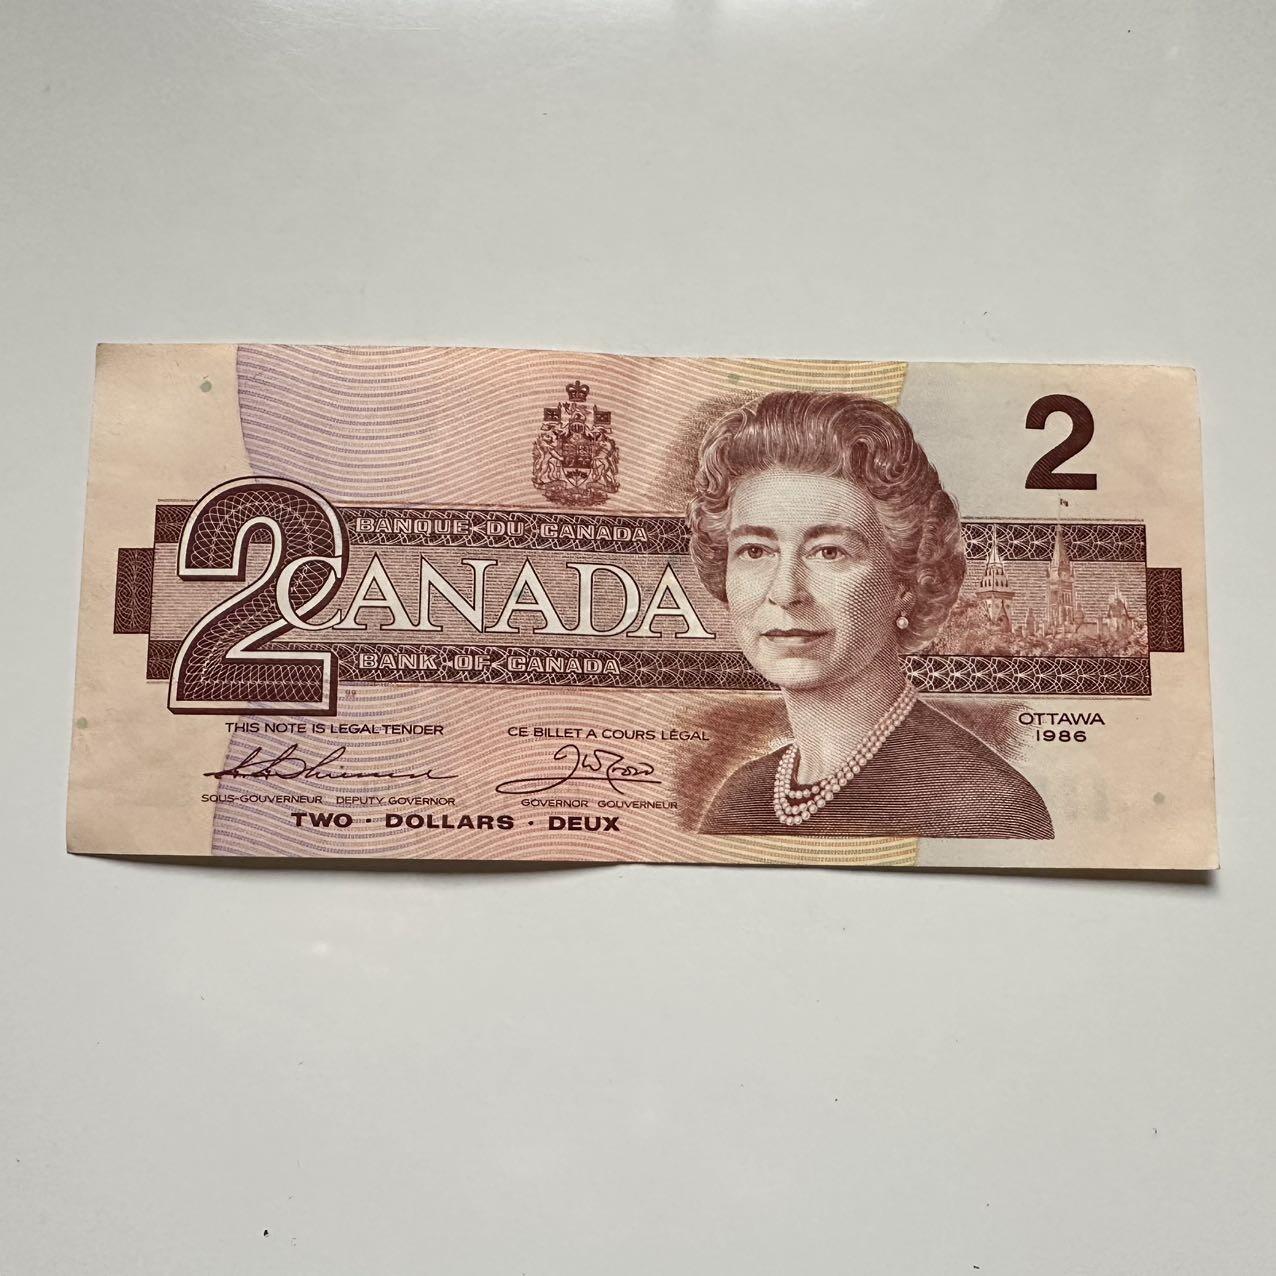 2
BANQUE DU CANADA
2
CANADA
BANK OF CANADA
99
THIS NOTE IS LEGAL TENDER
CE BILLET A COURS LÉGAL
OTTAWA
1986
SOUS-GOUVERNEUR DEPUTY GOVERNOR
GOVERNOR GOUVERNEUR
TWO · DOLLARS · DEUX